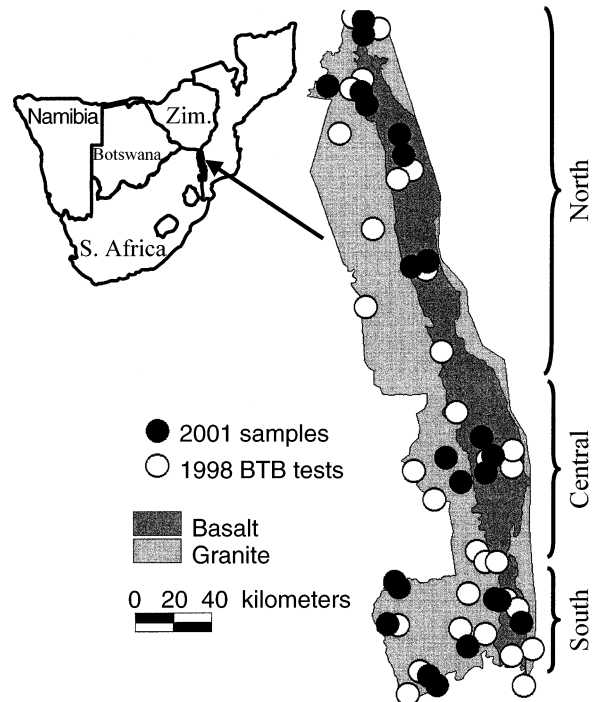 Namibia
Zim.
Botswana
S. Africa
North
Central
South
2001 samples
1998 BTB tests
Basalt
Granite
0 20 40 kilometers